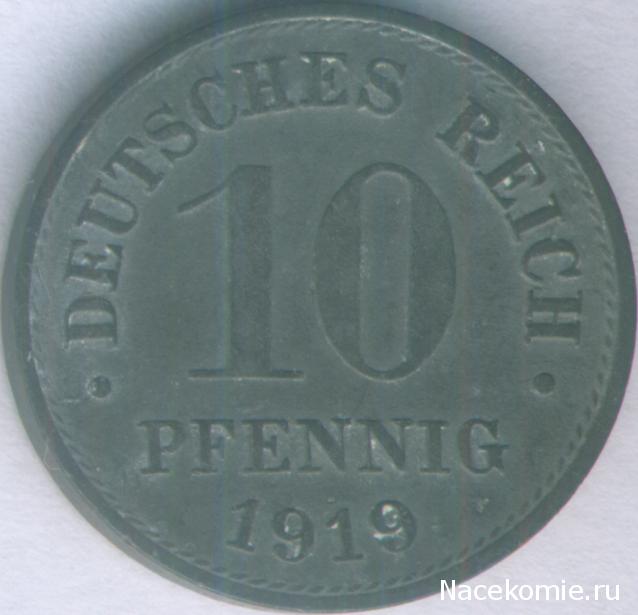 DEUTSCHES REICH
10
PFENNIG
1919
Nacekomie.ru